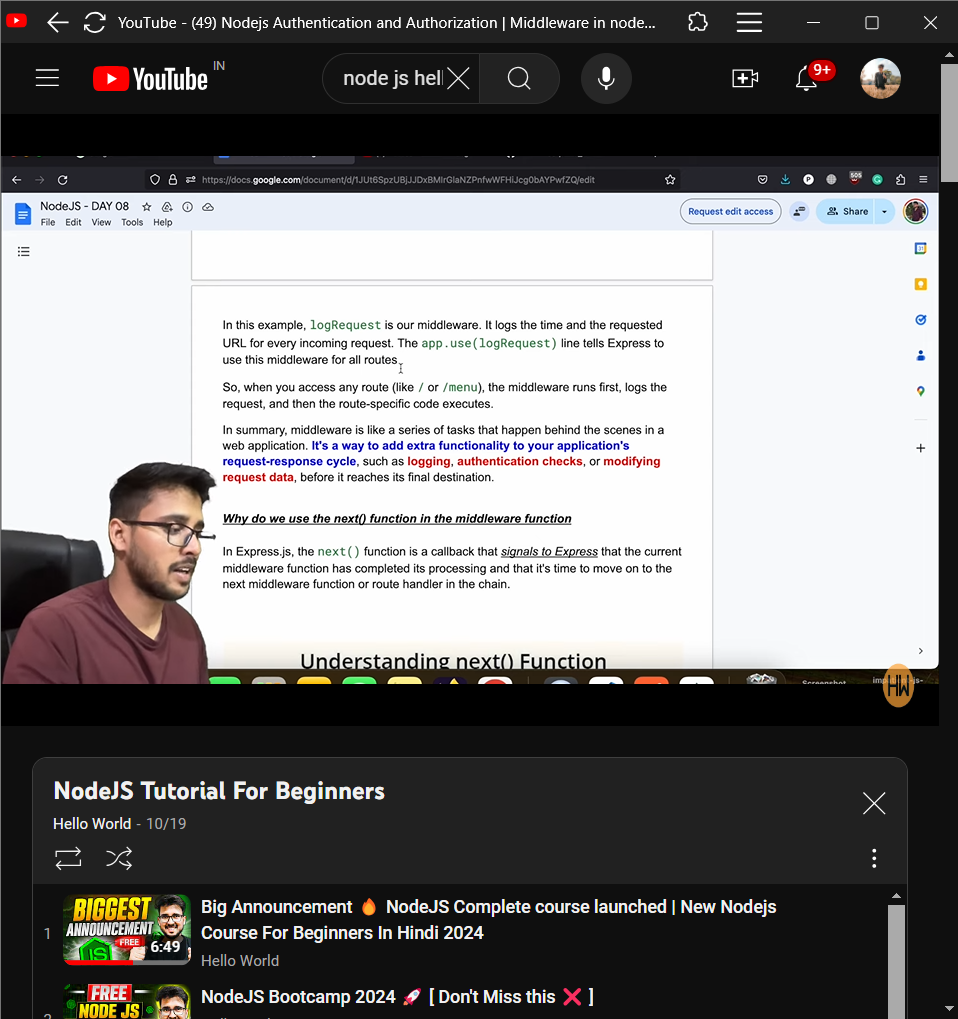 YouTube - (49) Nodejs Authentication and Authorization | Middleware in node...
YouTube IN
node js hel
9+
https://docs.google.com/document/d/1JUt6SpzUBjJJDxBMIrGlaNZPnfwWFHiJcg0bAYPwfZQ/edit
505
NodeJS - DAY 08
File Edit View Tools Help
Request edit access
Share
In this example, logRequest is our middleware. It logs the time and the requested
URL for every incoming request. The app.use(logRequest) line tells Express to
use this middleware for all routes.
So, when you access any route (like / or /menu), the middleware runs first, logs the
request, and then the route-specific code executes.
In summary, middleware is like a series of tasks that happen behind the scenes in a
web application. It's a way to add extra functionality to your application's
request-response cycle, such as logging, authentication checks, or modifying
request data, before it reaches its final destination.
Why do we use the next() function in the middleware function
In Express.js, the next() function is a callback that signals to Express that the current
middleware function has completed its processing and that it's time to move on to the
next middleware function or route handler in the chain.
Understanding next() Function
Screenshot
HW
NodeJS Tutorial For Beginners
Hello World - 10/19
1
BIGGEST
ANNOUNCEMENT
FREE
JS
6:49
Big Announcement 🔥 NodeJS Complete course launched | New Nodejs
Course For Beginners In Hindi 2024
Hello World
FREE
NODE JS
NodeJS Bootcamp 2024 🚀 [ Don't Miss this ❌ ]